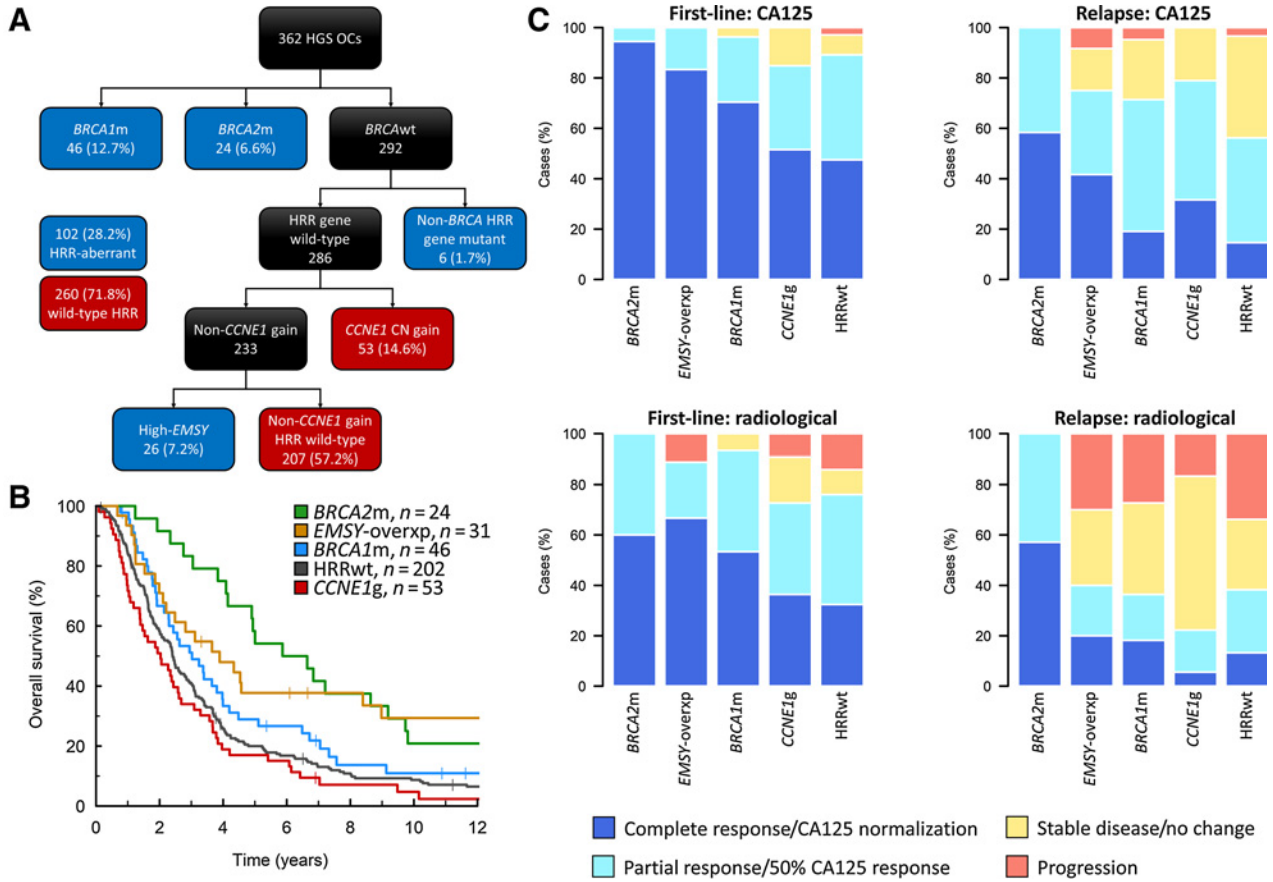 A
362 HGS OCs
BRCA1m
46 (12.7%)
BRCA2m
24 (6.6%)
BRCAwt
292
HRR gene
wild-type
286
Non-BRCA HRR
gene mutant
6 (1.7%)
102 (28.2%)
HRR-aberrant
260 (71.8%)
wild-type HRR
Non-CCNE1 gain
233
CCNE1 CN gain
53 (14.6%)
High-EMSY
26 (7.2%)
Non-CCNE1 gain
HRR wild-type
207 (57.2%)
B
Overall survival (%)
100
80
60
40
20
0
0 2 4 6 8 10 12
Time (years)
BRCA2m, n = 24
EMSY-overxp, n = 31
BRCA1m, n = 46
HRRwt, n = 202
CCNE1g, n = 53
C
First-line: CA125
Cases (%)
100
80
60
40
20
0
BRCA2m
EMSY-overxp
BRCA1m
CCNE1g
HRRwt
Relapse: CA125
Cases (%)
100
80
60
40
20
0
BRCA2m
EMSY-overxp
BRCA1m
CCNE1g
HRRwt
First-line: radiological
Cases (%)
100
80
60
40
20
0
BRCA2m
EMSY-overxp
BRCA1m
CCNE1g
HRRwt
Relapse: radiological
Cases (%)
100
80
60
40
20
0
BRCA2m
EMSY-overxp
BRCA1m
CCNE1g
HRRwt
Complete response/CA125 normalization
Partial response/50% CA125 response
Stable disease/no change
Progression